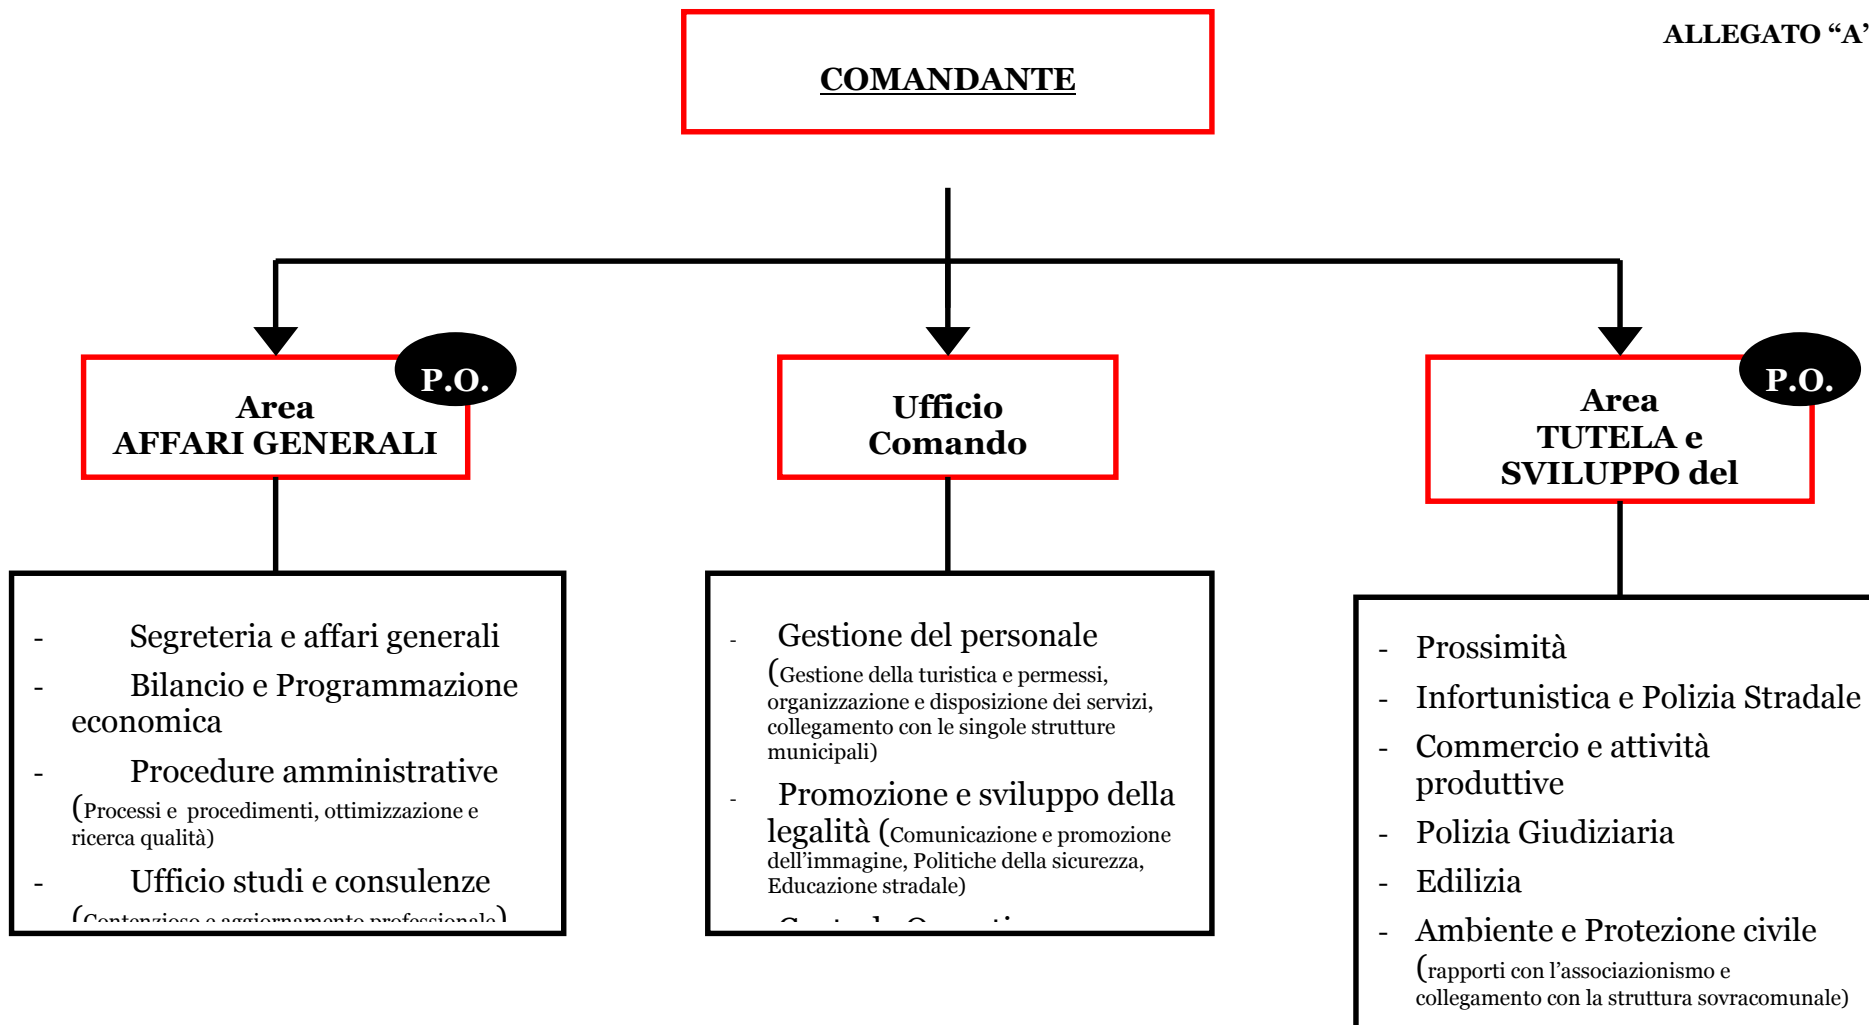 ALLEGATO “A”
COMANDANTE
P.O.
Area
AFFARI GENERALI
Ufficio
Comando
P.O.
Area
TUTELA e
SVILUPPO del
- Segreteria e affari generali
- Bilancio e Programmazione
economica
- Procedure amministrative
(Processi e procedimenti, ottimizzazione e
ricerca qualità)
- Ufficio studi e consulenze
(Contenzioso e aggiornamento professionale)
- Gestione del personale
(Gestione della turistica e permessi,
organizzazione e disposizione dei servizi,
collegamento con le singole strutture
municipali)
- Promozione e sviluppo della
legalità (Comunicazione e promozione
dell’immagine, Politiche della sicurezza,
Educazione stradale)
- Prossimità
- Infortunistica e Polizia Stradale
- Commercio e attività
produttive
- Polizia Giudiziaria
- Edilizia
- Ambiente e Protezione civile
(rapporti con l’associazionismo e
collegamento con la struttura sovracomunale)